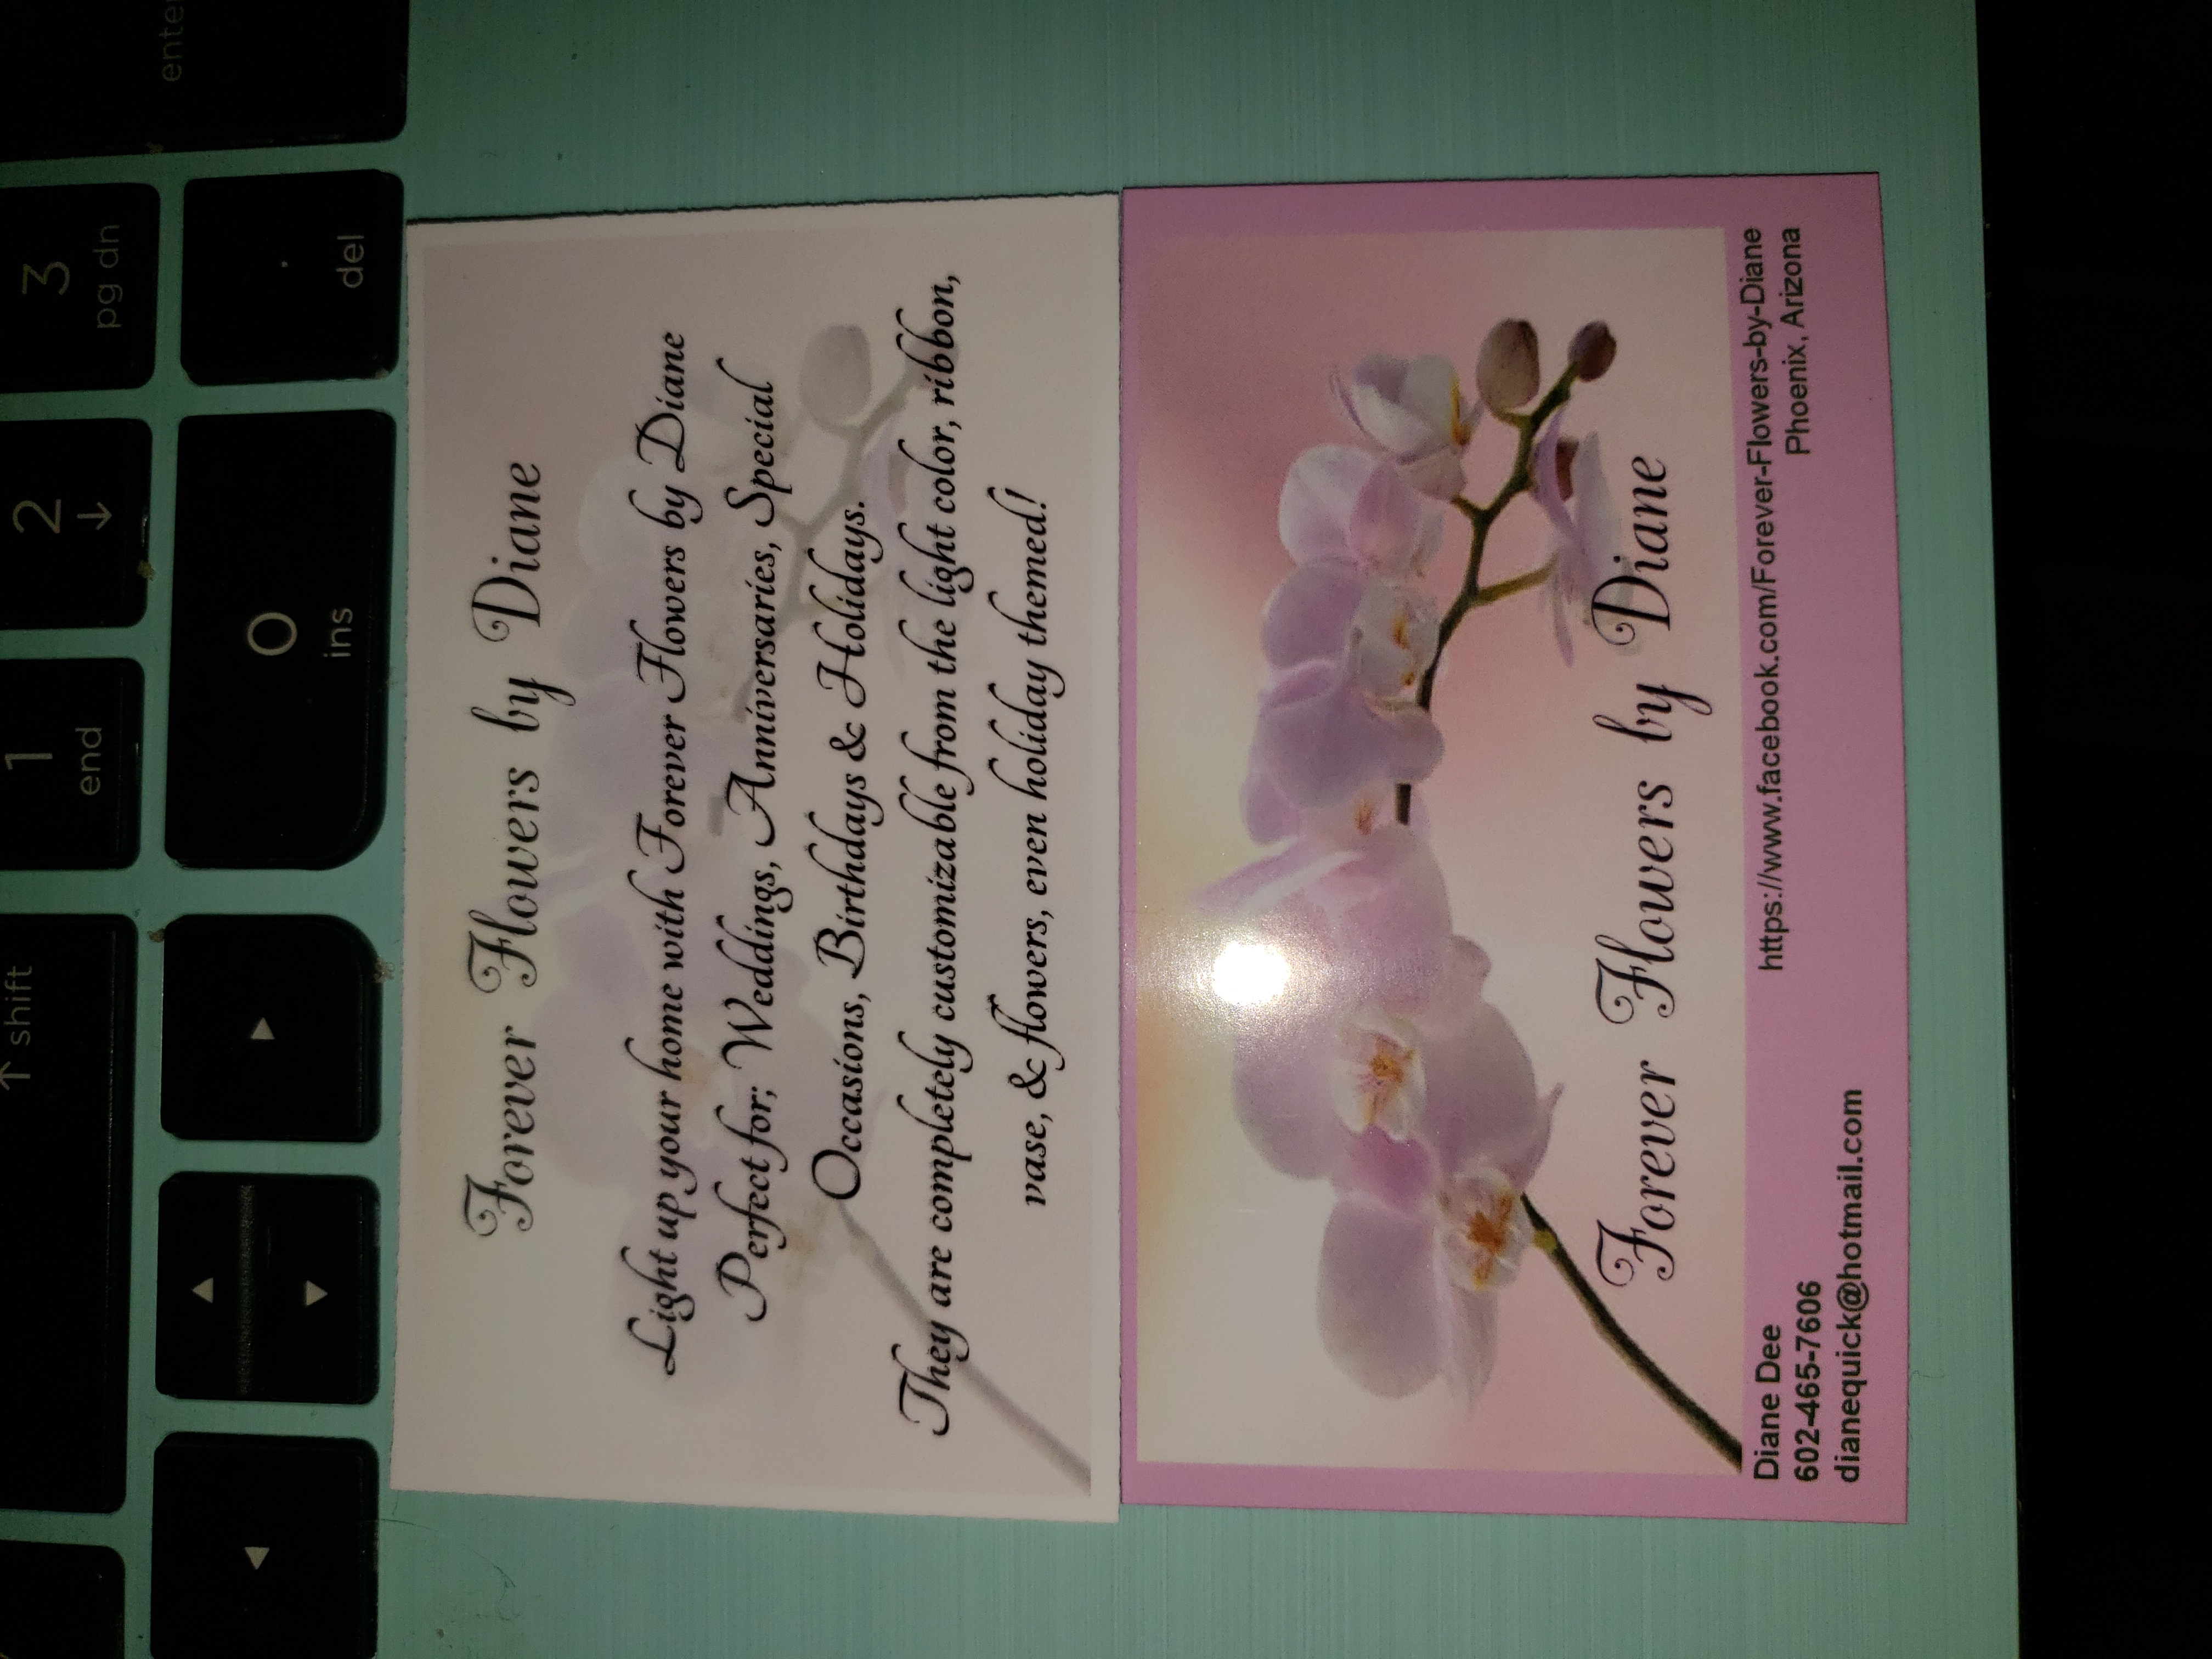 ↑ shift
1
end
2
↓
3
pg dn
ente
◄
▲
▼
►
0
ins
.
del
Forever Flowers by Diane
Light up your home with Forever Flowers by Diane
Perfect for; Weddings, Anniversaries, Special
Occasions, Birthdays & Holidays.
They are completely customizable from the light color, ribbon,
vase, & flowers, even holiday themed!
Forever Flowers by Diane
Diane Dee
602-465-7606
dianequick@hotmail.com
https://www.facebook.com/Forever-Flowers-by-Diane
Phoenix, Arizona